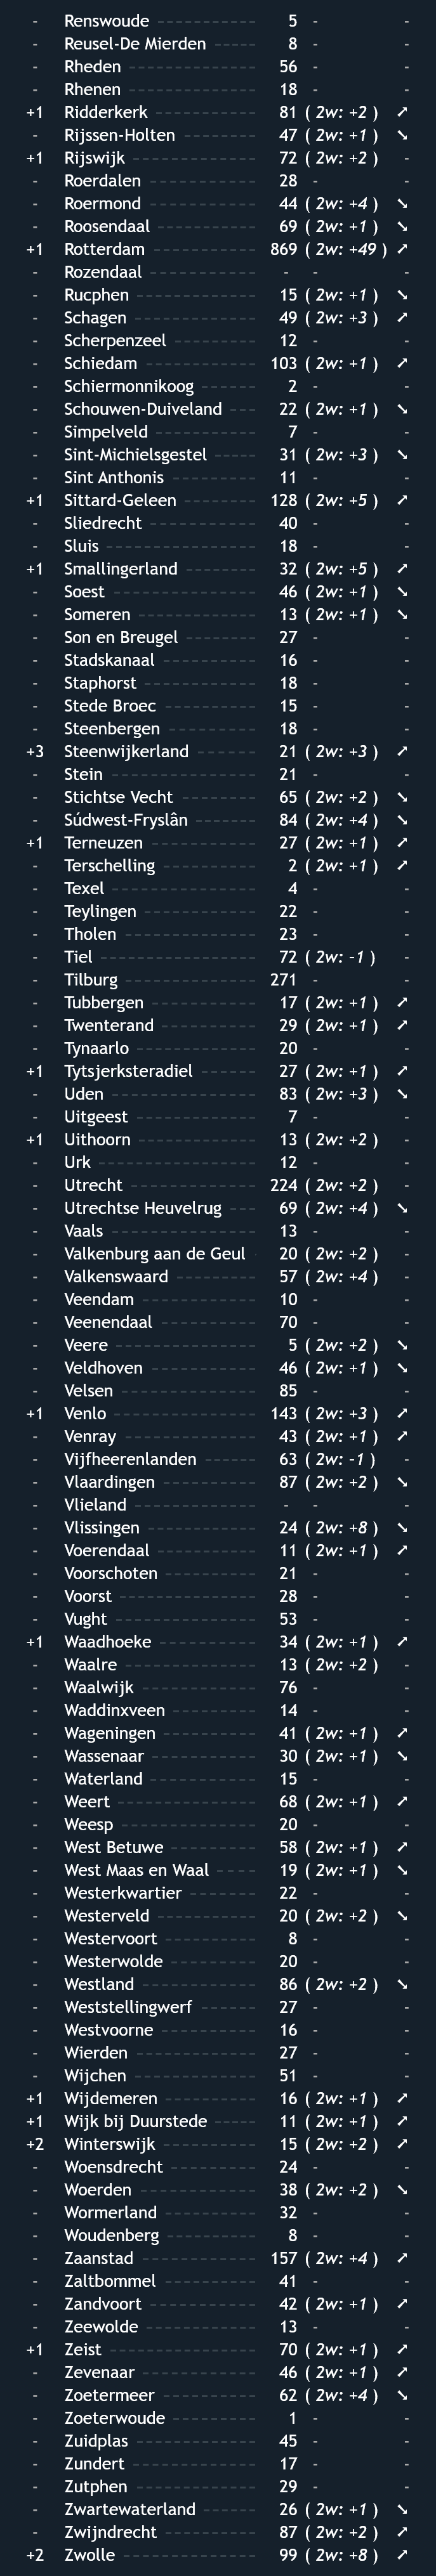 - Renswoude 5 - -
- Reusel-De Mierden 8 - -
- Rheden 56 - -
- Rhenen 18 - -
+1 Ridderkerk 81 ( 2w: +2 ) ➚
- Rijssen-Holten 47 ( 2w: +1 ) ➘
+1 Rijswijk 72 ( 2w: +2 ) -
- Roerdalen 28 - -
- Roermond 44 ( 2w: +4 ) ➘
- Roosendaal 69 ( 2w: +1 ) ➘
+1 Rotterdam 869 ( 2w: +49 ) ➚
- Rozendaal - - -
- Rucphen 15 ( 2w: +1 ) ➘
- Schagen 49 ( 2w: +3 ) ➚
- Scherpenzeel 12 - -
- Schiedam 103 ( 2w: +1 ) ➚
- Schiermonnikoog 2 - -
- Schouwen-Duiveland 22 ( 2w: +1 ) ➘
- Simpelveld 7 - -
- Sint-Michielsgestel 31 ( 2w: +3 ) ➘
- Sint Anthonis 11 - -
+1 Sittard-Geleen 128 ( 2w: +5 ) ➚
- Sliedrecht 40 - -
- Sluis 18 - -
+1 Smallingerland 32 ( 2w: +5 ) ➚
- Soest 46 ( 2w: +1 ) ➘
- Someren 13 ( 2w: +1 ) ➘
- Son en Breugel 27 - -
- Stadskanaal 16 - -
- Staphorst 18 - -
- Stede Broec 15 - -
- Steenbergen 18 - -
+3 Steenwijkerland 21 ( 2w: +3 ) ➚
- Stein 21 - -
- Stichtse Vecht 65 ( 2w: +2 ) ➘
- Súdwest-Fryslân 84 ( 2w: +4 ) ➘
+1 Terneuzen 27 ( 2w: +1 ) ➚
- Terschelling 2 ( 2w: +1 ) ➚
- Texel 4 - -
- Teylingen 22 - -
- Tholen 23 - -
- Tiel 72 ( 2w: -1 ) -
- Tilburg 271 - -
- Tubbergen 17 ( 2w: +1 ) ➚
- Twenterand 29 ( 2w: +1 ) ➚
- Tynaarlo 20 - -
+1 Tytsjerksteradiel 27 ( 2w: +1 ) ➚
- Uden 83 ( 2w: +3 ) ➘
- Uitgeest 7 - -
+1 Uithoorn 13 ( 2w: +2 ) -
- Urk 12 - -
- Utrecht 224 ( 2w: +2 ) -
- Utrechtse Heuvelrug 69 ( 2w: +4 ) ➘
- Vaals 13 - -
- Valkenburg aan de Geul 20 ( 2w: +2 ) -
- Valkenswaard 57 ( 2w: +4 ) -
- Veendam 10 - -
- Veenendaal 70 - -
- Veere 5 ( 2w: +2 ) ➘
- Veldhoven 46 ( 2w: +1 ) ➘
- Velsen 85 - -
+1 Venlo 143 ( 2w: +3 ) ➚
- Venray 43 ( 2w: +1 ) ➚
- Vijfheerenlanden 63 ( 2w: -1 ) -
- Vlaardingen 87 ( 2w: +2 ) ➘
- Vlieland - - -
- Vlissingen 24 ( 2w: +8 ) ➘
- Voerendaal 11 ( 2w: +1 ) ➚
- Voorschoten 21 - -
- Voorst 28 - -
- Vught 53 - -
+1 Waadhoeke 34 ( 2w: +1 ) ➚
- Waalre 13 ( 2w: +2 ) -
- Waalwijk 76 - -
- Waddinxveen 14 - -
- Wageningen 41 ( 2w: +1 ) ➚
- Wassenaar 30 ( 2w: +1 ) ➘
- Waterland 15 - -
- Weert 68 ( 2w: +1 ) ➚
- Weesp 20 - -
- West Betuwe 58 ( 2w: +1 ) ➚
- West Maas en Waal 19 ( 2w: +1 ) ➘
- Westerkwartier 22 - -
- Westerveld 20 ( 2w: +2 ) ➘
- Westervoort 8 - -
- Westerwolde 20 - -
- Westland 86 ( 2w: +2 ) ➘
- Weststellingwerf 27 - -
- Westvoorne 16 - -
- Wierden 27 - -
- Wijchen 51 - -
+1 Wijdemeren 16 ( 2w: +1 ) ➚
+1 Wijk bij Duurstede 11 ( 2w: +1 ) ➚
+2 Winterswijk 15 ( 2w: +2 ) ➚
- Woensdrecht 24 - -
- Woerden 38 ( 2w: +2 ) ➘
- Wormerland 32 - -
- Woudenberg 8 - -
- Zaanstad 157 ( 2w: +4 ) ➚
- Zaltbommel 41 - -
- Zandvoort 42 ( 2w: +1 ) ➚
- Zeewolde 13 - -
+1 Zeist 70 ( 2w: +1 ) ➚
- Zevenaar 46 ( 2w: +1 ) ➚
- Zoetermeer 62 ( 2w: +4 ) ➘
- Zoeterwoude 1 - -
- Zuidplas 45 - -
- Zundert 17 - -
- Zutphen 29 - -
- Zwartewaterland 26 ( 2w: +1 ) ➘
- Zwijndrecht 87 ( 2w: +2 ) ➚
+2 Zwolle 99 ( 2w: +8 ) ➚